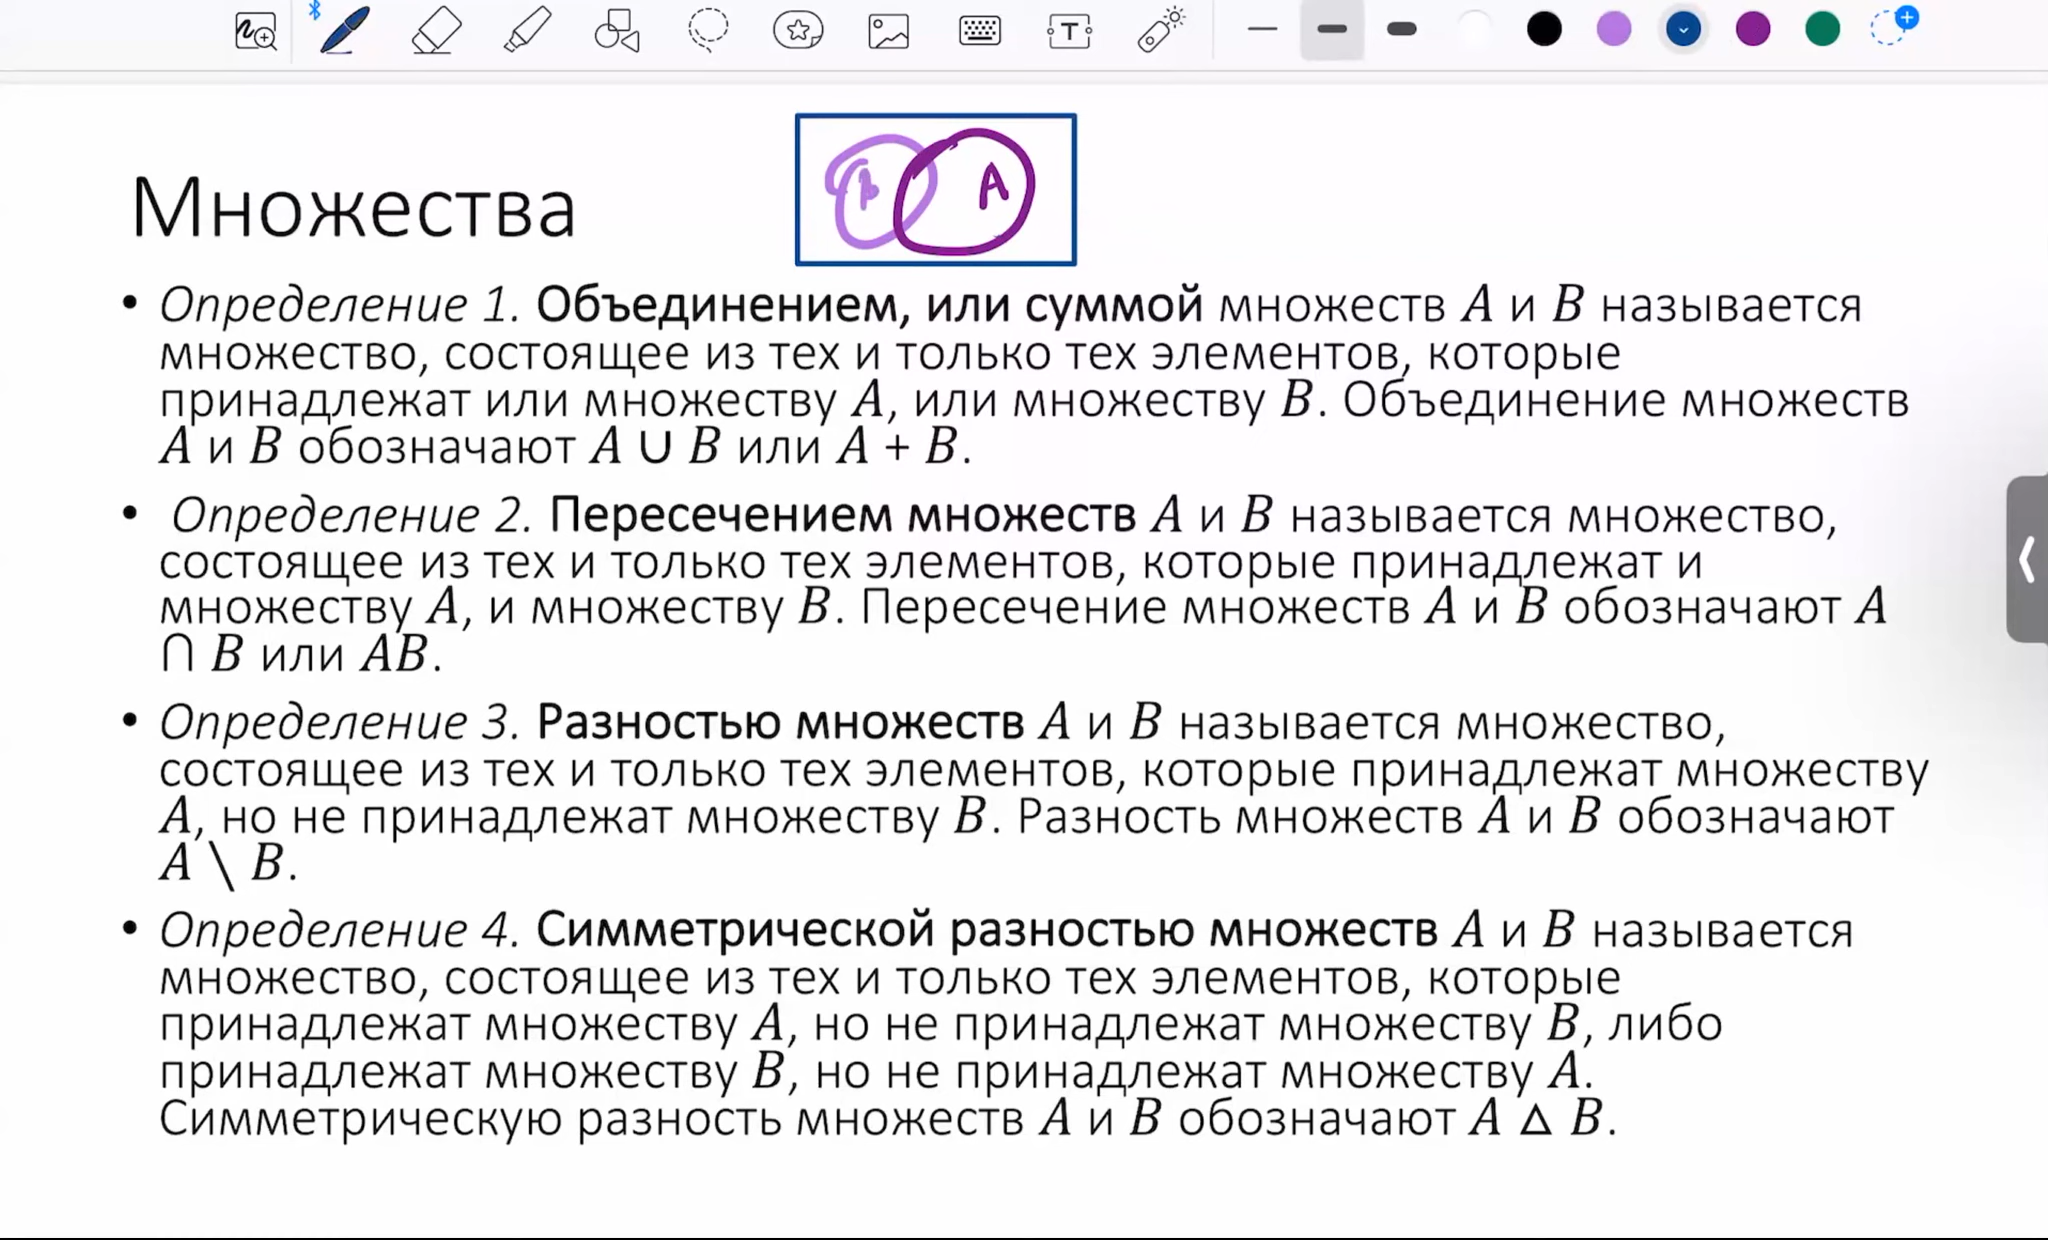 B A
Множества
• Определение 1. Объединением, или суммой множеств A и B называется
множество, состоящее из тех и только тех элементов, которые
принадлежат или множеству A, или множеству B. Объединение множеств
A и B обозначают A ∪ B или A + B.
• Определение 2. Пересечением множеств A и B называется множество,
состоящее из тех и только тех элементов, которые принадлежат и
множеству A, и множеству B. Пересечение множеств A и B обозначают A
∩ B или AB.
• Определение 3. Разностью множеств A и B называется множество,
состоящее из тех и только тех элементов, которые принадлежат множеству
A, но не принадлежат множеству B. Разность множеств A и B обозначают
A \ B.
• Определение 4. Симметрической разностью множеств A и B называется
множество, состоящее из тех и только тех элементов, которые
принадлежат множеству A, но не принадлежат множеству B, либо
принадлежат множеству B, но не принадлежат множеству A.
Симметрическую разность множеств A и B обозначают A △ B.